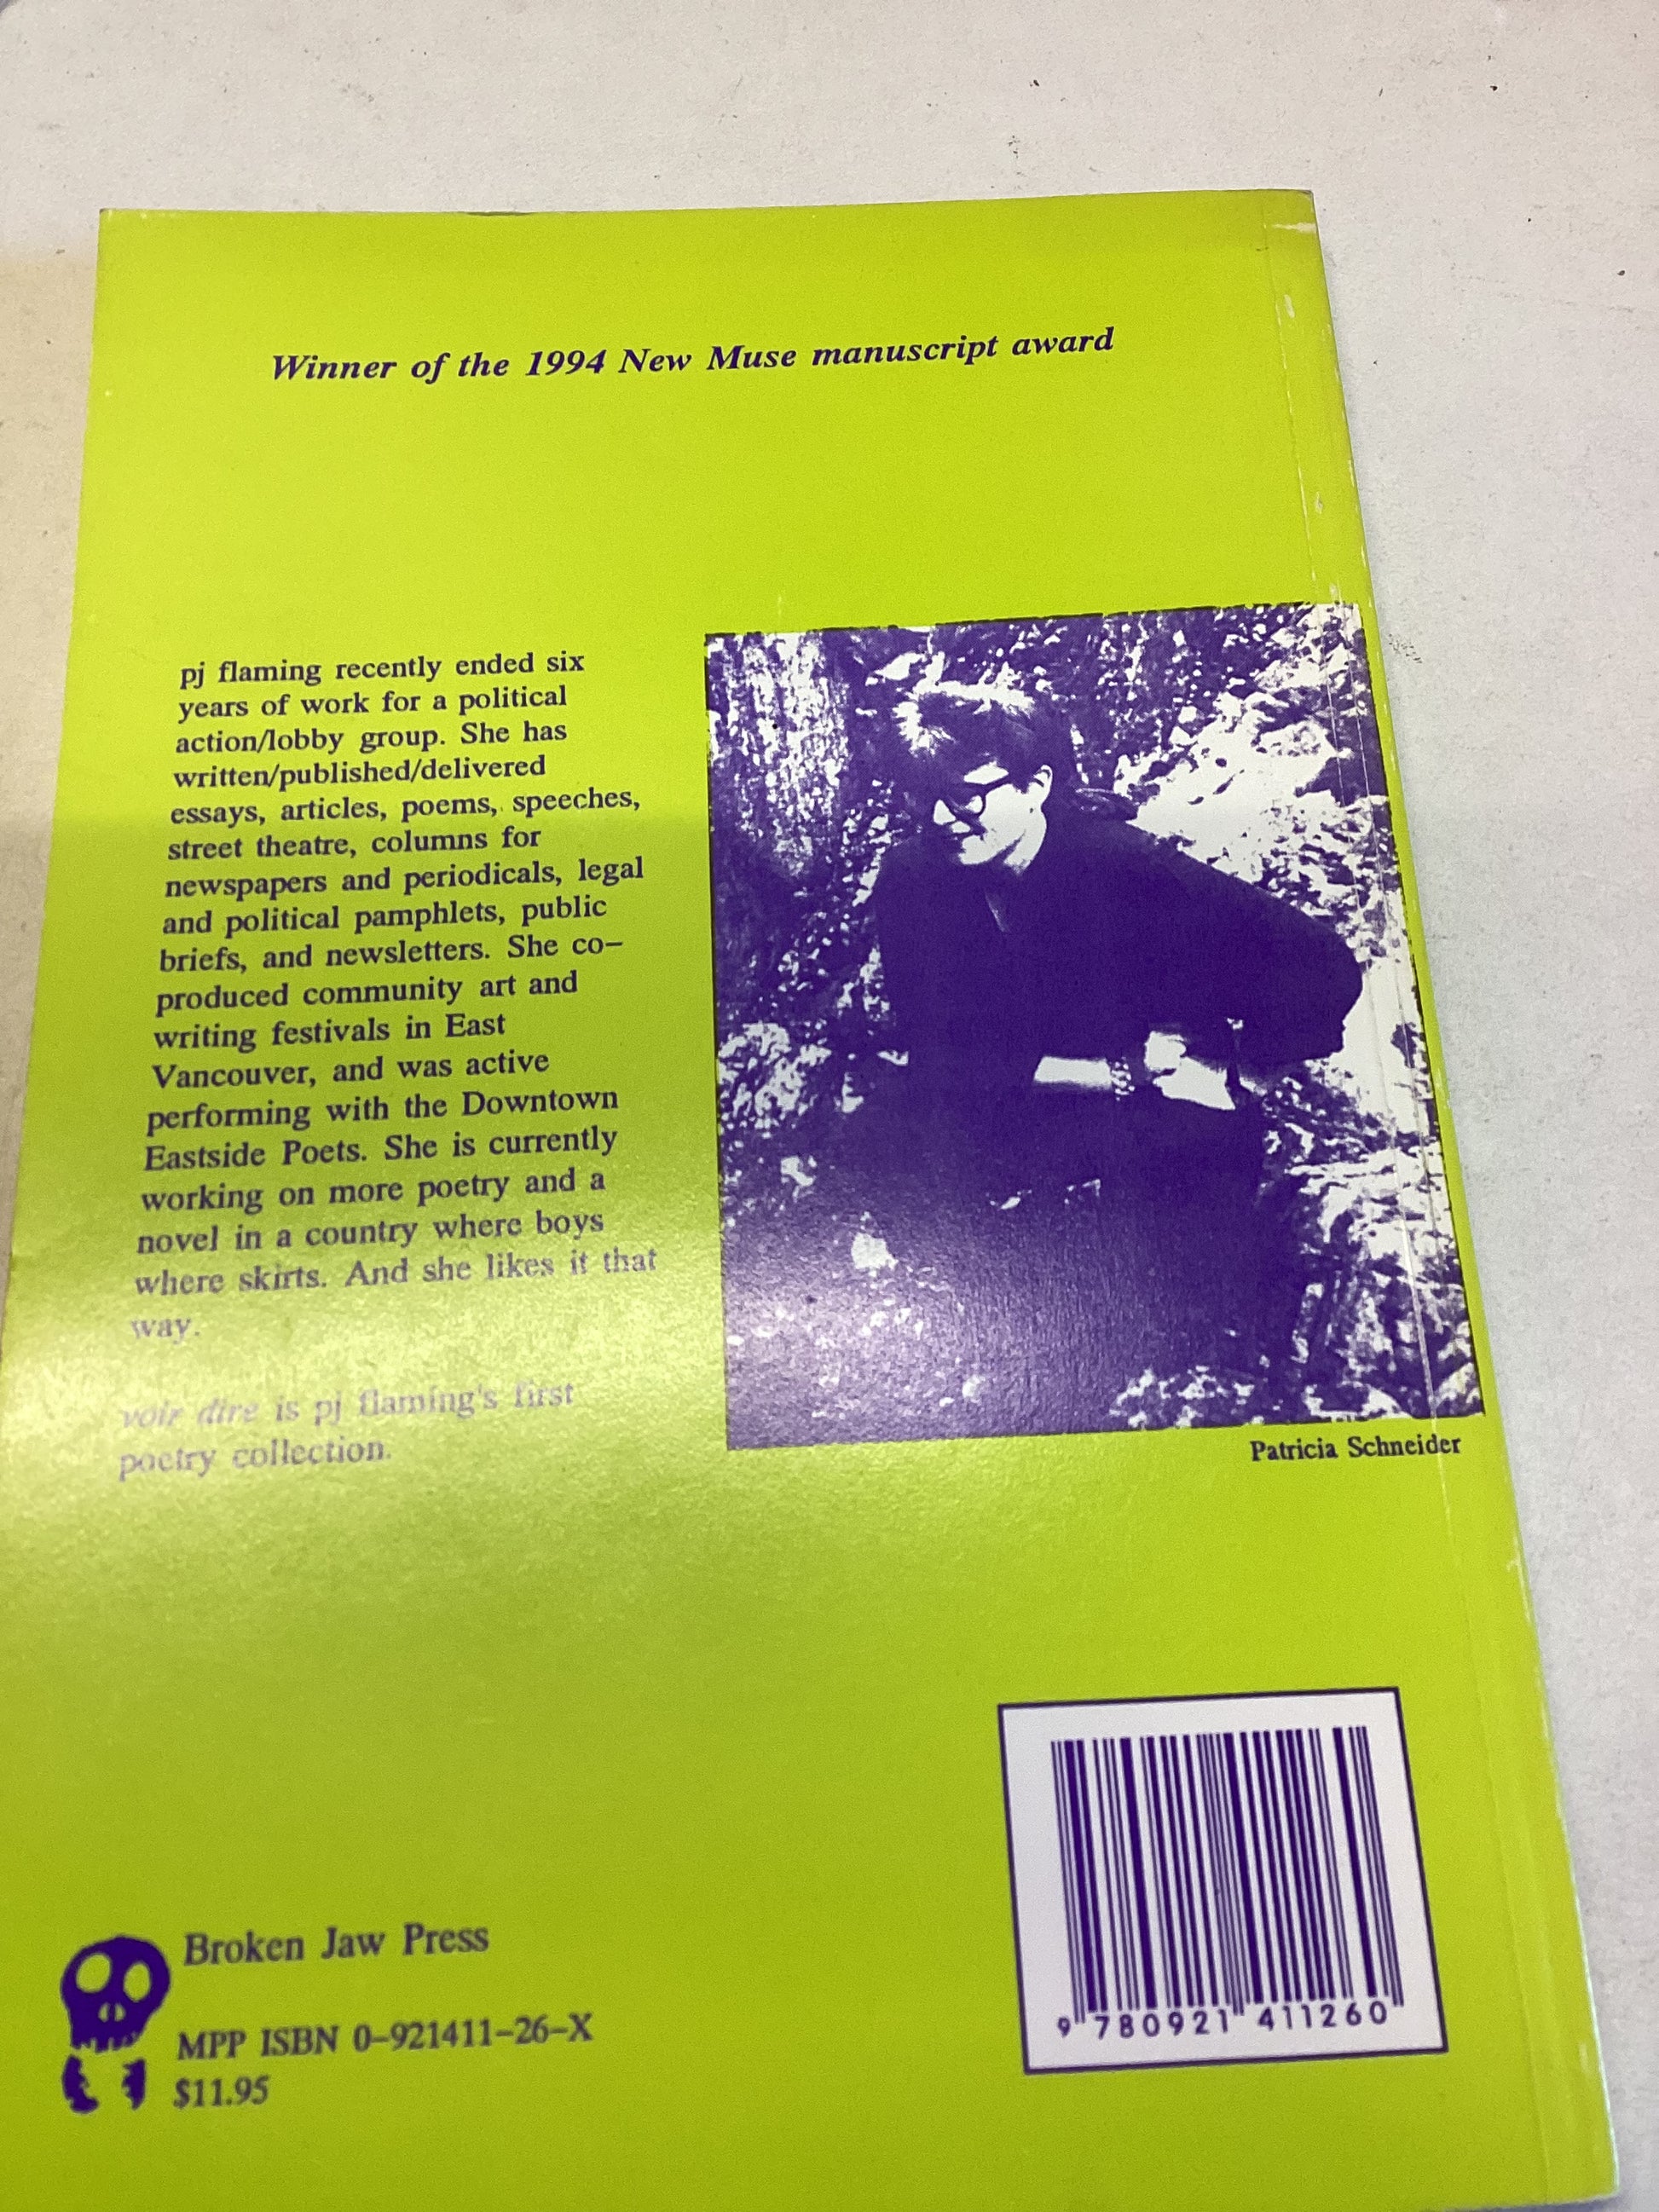 Winner of the 1994 New Muse manuscript award
pj flaming recently ended six
years of work for a political
action/lobby group. She has
written/published/delivered
essays, articles, poems, speeches,
street theatre, columns for
newspapers and periodicals, legal
and political pamphlets, public
briefs, and newsletters. She co-
produced community art and
writing festivals in East
Vancouver, and was active
performing with the Downtown
Eastside Poets. She is currently
working on more poetry and a
novel in a country where boys
where skirts. And she likes it that
way.
voir dire is pj flaming's first
poetry collection.
Patricia Schneider
Broken Jaw Press
MPP ISBN 0-921411-26-X
$11.95
9 780921 411260